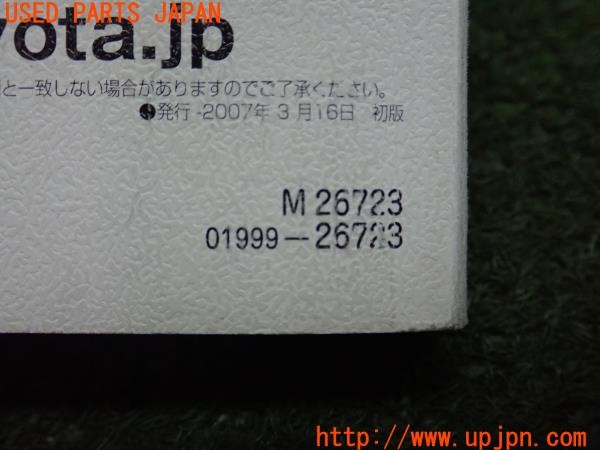 USED PARTS JAPAN
yota.jp
と一致しない場合がありますのでご了承ください。
発行-2007年3月16日 初版
M 26723
01999-26723
http://www.upjpn.com/